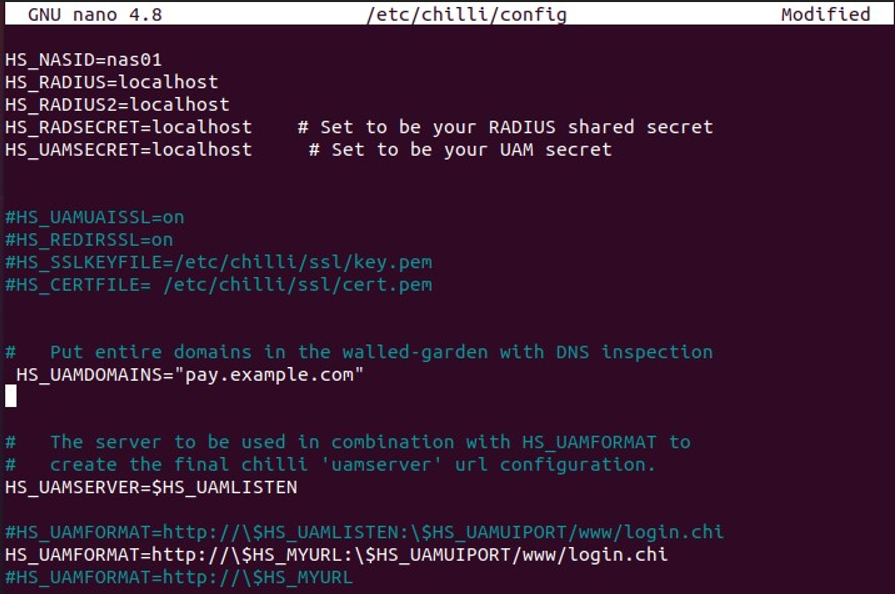 GNU nano 4.8 /etc/chilli/config Modified
HS_NASID=nas01
HS_RADIUS=localhost
HS_RADIUS2=localhost
HS_RADSECRET=localhost    # Set to be your RADIUS shared secret
HS_UAMSECRET=localhost     # Set to be your UAM secret
#HS_UAMUAISSL=on
#HS_REDIRSSL=on
#HS_SSLKEYFILE=/etc/chilli/ssl/key.pem
#HS_CERTFILE= /etc/chilli/ssl/cert.pem
#   Put entire domains in the walled-garden with DNS inspection
 HS_UAMDOMAINS="pay.example.com"
#   The server to be used in combination with HS_UAMFORMAT to
#   create the final chilli 'uamserver' url configuration.
HS_UAMSERVER=$HS_UAMLISTEN
#HS_UAMFORMAT=http://\$HS_UAMLISTEN:\$HS_UAMUIPORT/www/login.chi
HS_UAMFORMAT=http://\$HS_MYURL:\$HS_UAMUIPORT/www/login.chi
#HS_UAMFORMAT=http://\$HS_MYURL